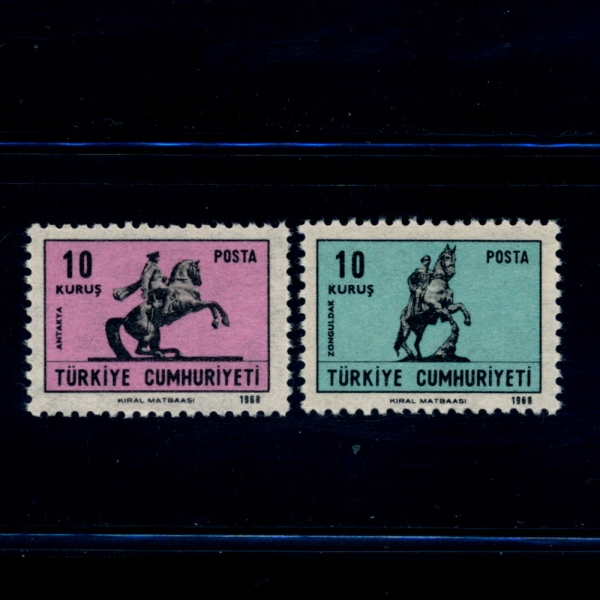 10 POSTA
KURUŞ
ANTAKYA
TÜRKİYE CUMHURİYETİ
KIRAL MATBAASI 1968
10 POSTA
KURUŞ
ZONGULDAK
TÜRKİYE CUMHURİYETİ
KIRAL MATBAASI 1968